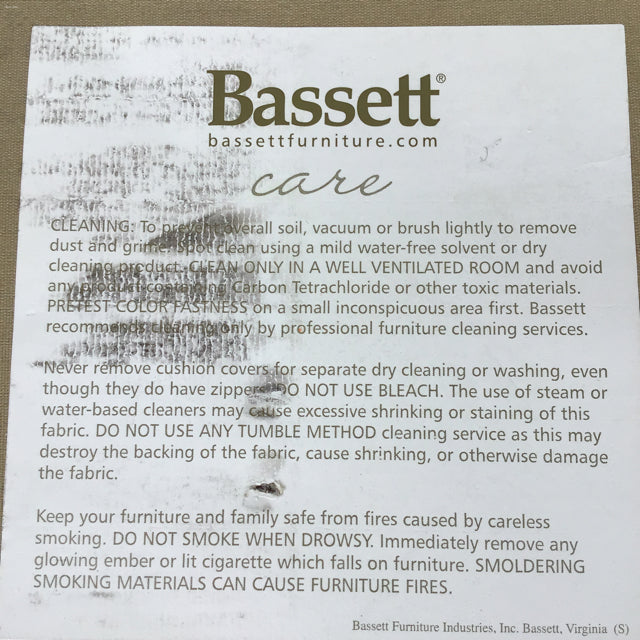 Bassett®
bassettfurniture.com
care
CLEANING: To prevent overall soil, vacuum or brush lightly to remove
dust and grime. Spot clean using a mild water-free solvent or dry
cleaning product. CLEAN ONLY IN A WELL VENTILATED ROOM and avoid
any product containing Carbon Tetrachloride or other toxic materials.
PRETEST COLOR FASTNESS on a small inconspicuous area first. Bassett
recommends cleaning only by professional furniture cleaning services.
"Never remove cushion covers for separate dry cleaning or washing, even
though they do have zippers. DO NOT USE BLEACH. The use of steam or
water-based cleaners may cause excessive shrinking or staining of this
fabric. DO NOT USE ANY TUMBLE METHOD cleaning service as this may
destroy the backing of the fabric, cause shrinking, or otherwise damage
the fabric.
Keep your furniture and family safe from fires caused by careless
smoking. DO NOT SMOKE WHEN DROWSY. Immediately remove any
glowing ember or lit cigarette which falls on furniture. SMOLDERING
SMOKING MATERIALS CAN CAUSE FURNITURE FIRES.
Bassett Furniture Industries, Inc. Bassett, Virginia (S)